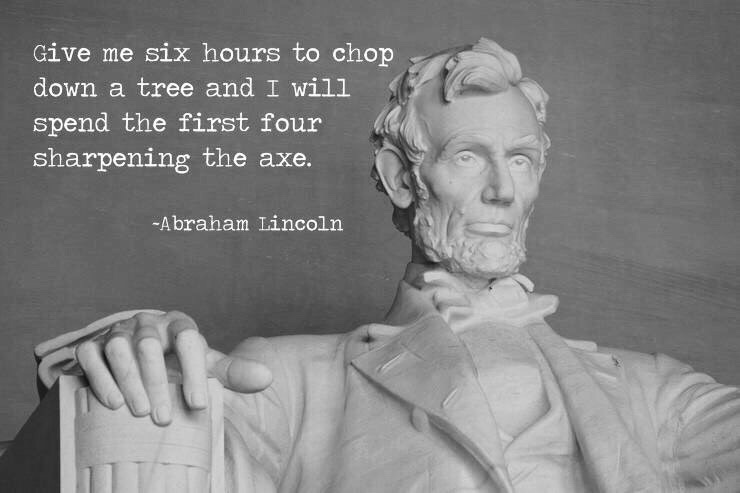 Give me six hours to chop
down a tree and I will
spend the first four
sharpening the axe.
-Abraham Lincoln